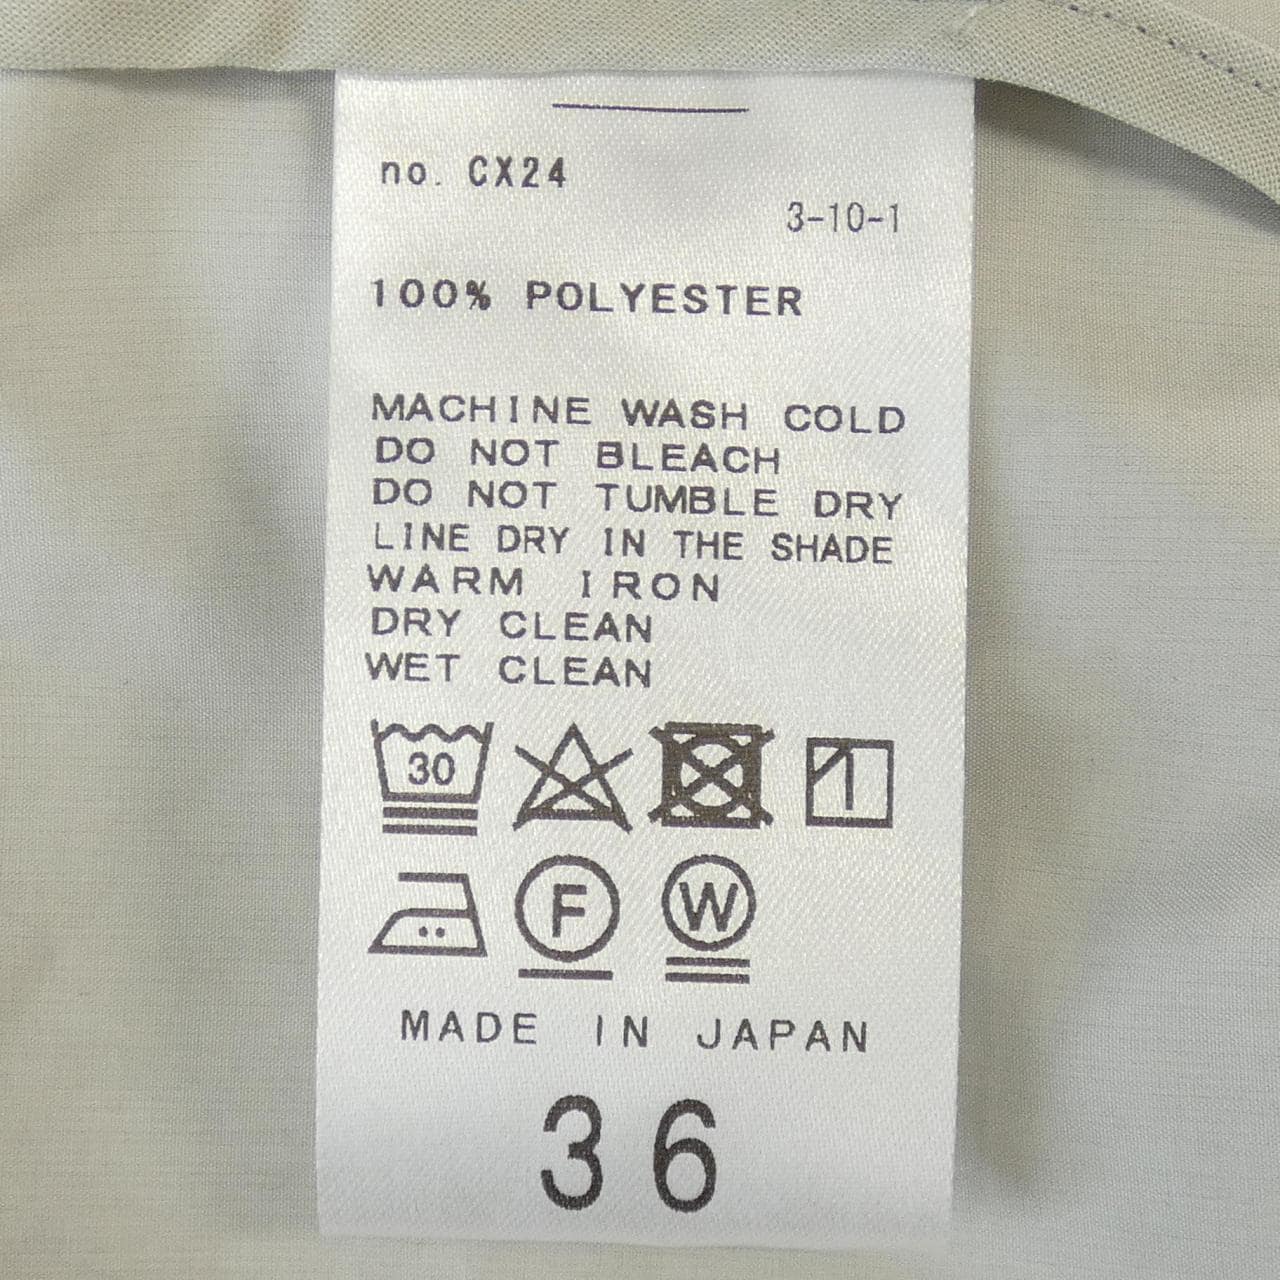 no. CX24
3-10-1
100% POLYESTER
MACHINE WASH COLD
DO NOT BLEACH
DO NOT TUMBLE DRY
LINE DRY IN THE SHADE
WARM IRON
DRY CLEAN
WET CLEAN
30
F W
MADE IN JAPAN
36